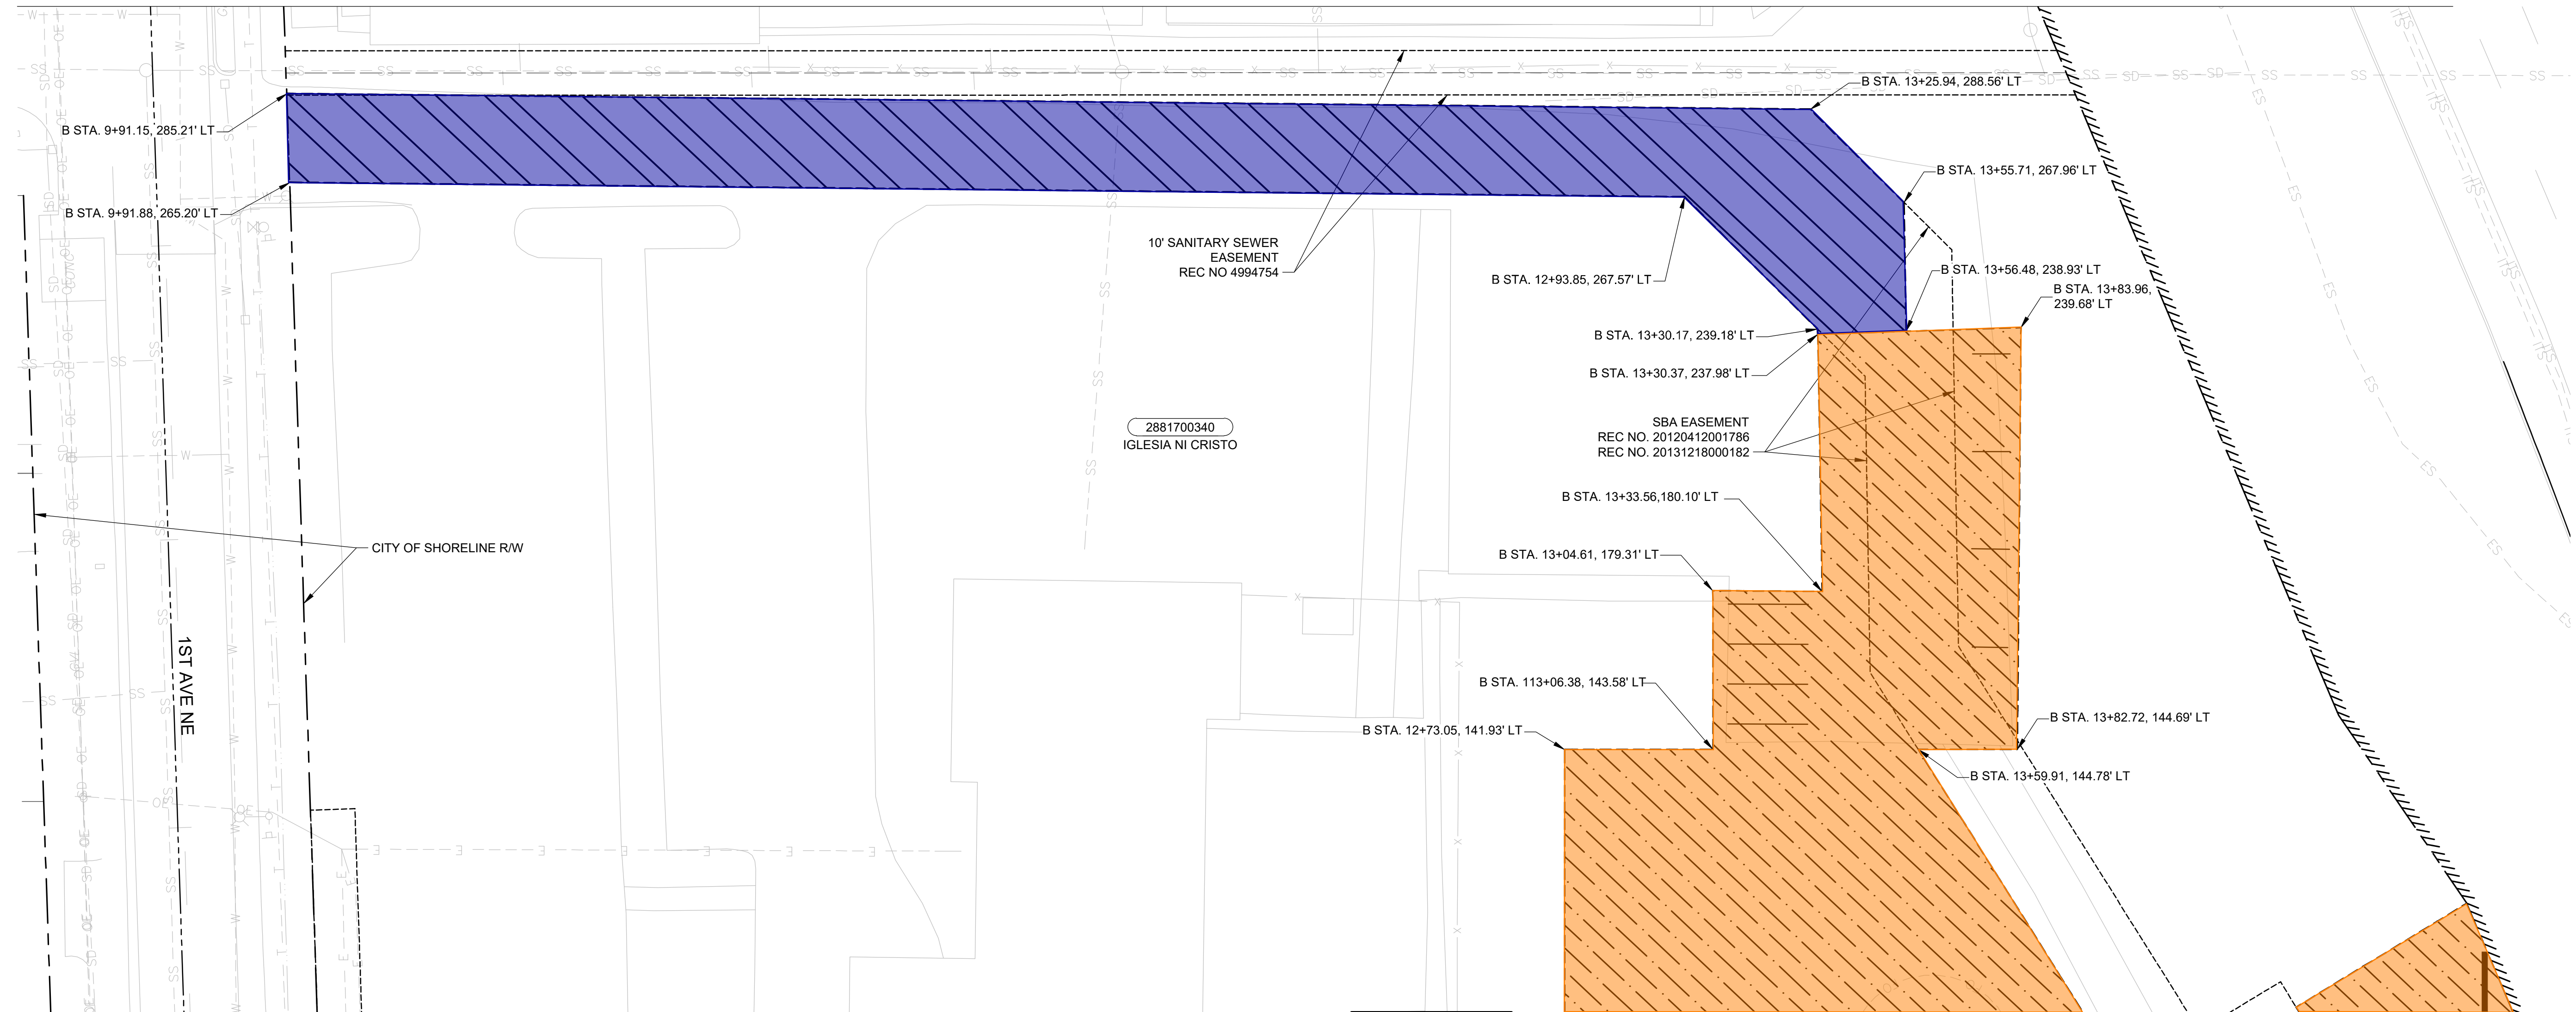 B STA. 13+25.94, 288.56' LT
B STA. 9+91.15, 285.21' LT
B STA. 13+55.71, 267.96' LT
B STA. 9+91.88, 265.20' LT
10' SANITARY SEWER
EASEMENT
REC NO 4994754
B STA. 12+93.85, 267.57' LT
B STA. 13+56.48, 238.93' LT
B STA. 13+83.96,
239.68' LT
B STA. 13+30.17, 239.18' LT
B STA. 13+30.37, 237.98' LT
2881700340
IGLESIA NI CRISTO
SBA EASEMENT
REC NO. 20120412001786
REC NO. 20131218000182
B STA. 13+33.56,180.10' LT
CITY OF SHORELINE R/W
B STA. 13+04.61, 179.31' LT
1ST AVE NE
B STA. 113+06.38, 143.58' LT
B STA. 12+73.05, 141.93' LT
B STA. 13+82.72, 144.69' LT
B STA. 13+59.91, 144.78' LT